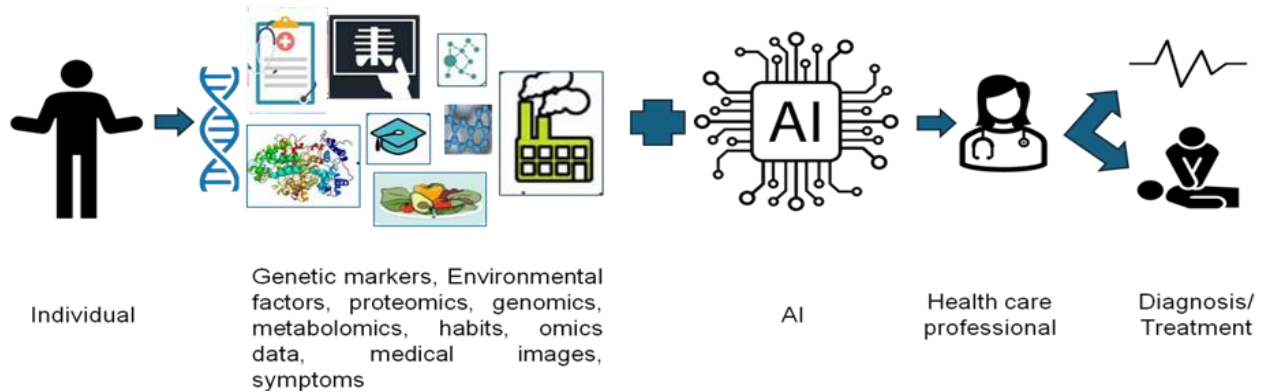 AI
Individual
Genetic markers, Environmental
factors, proteomics, genomics,
metabolomics, habits, omics
data, medical images,
symptoms
AI
Health care
professional
Diagnosis/
Treatment